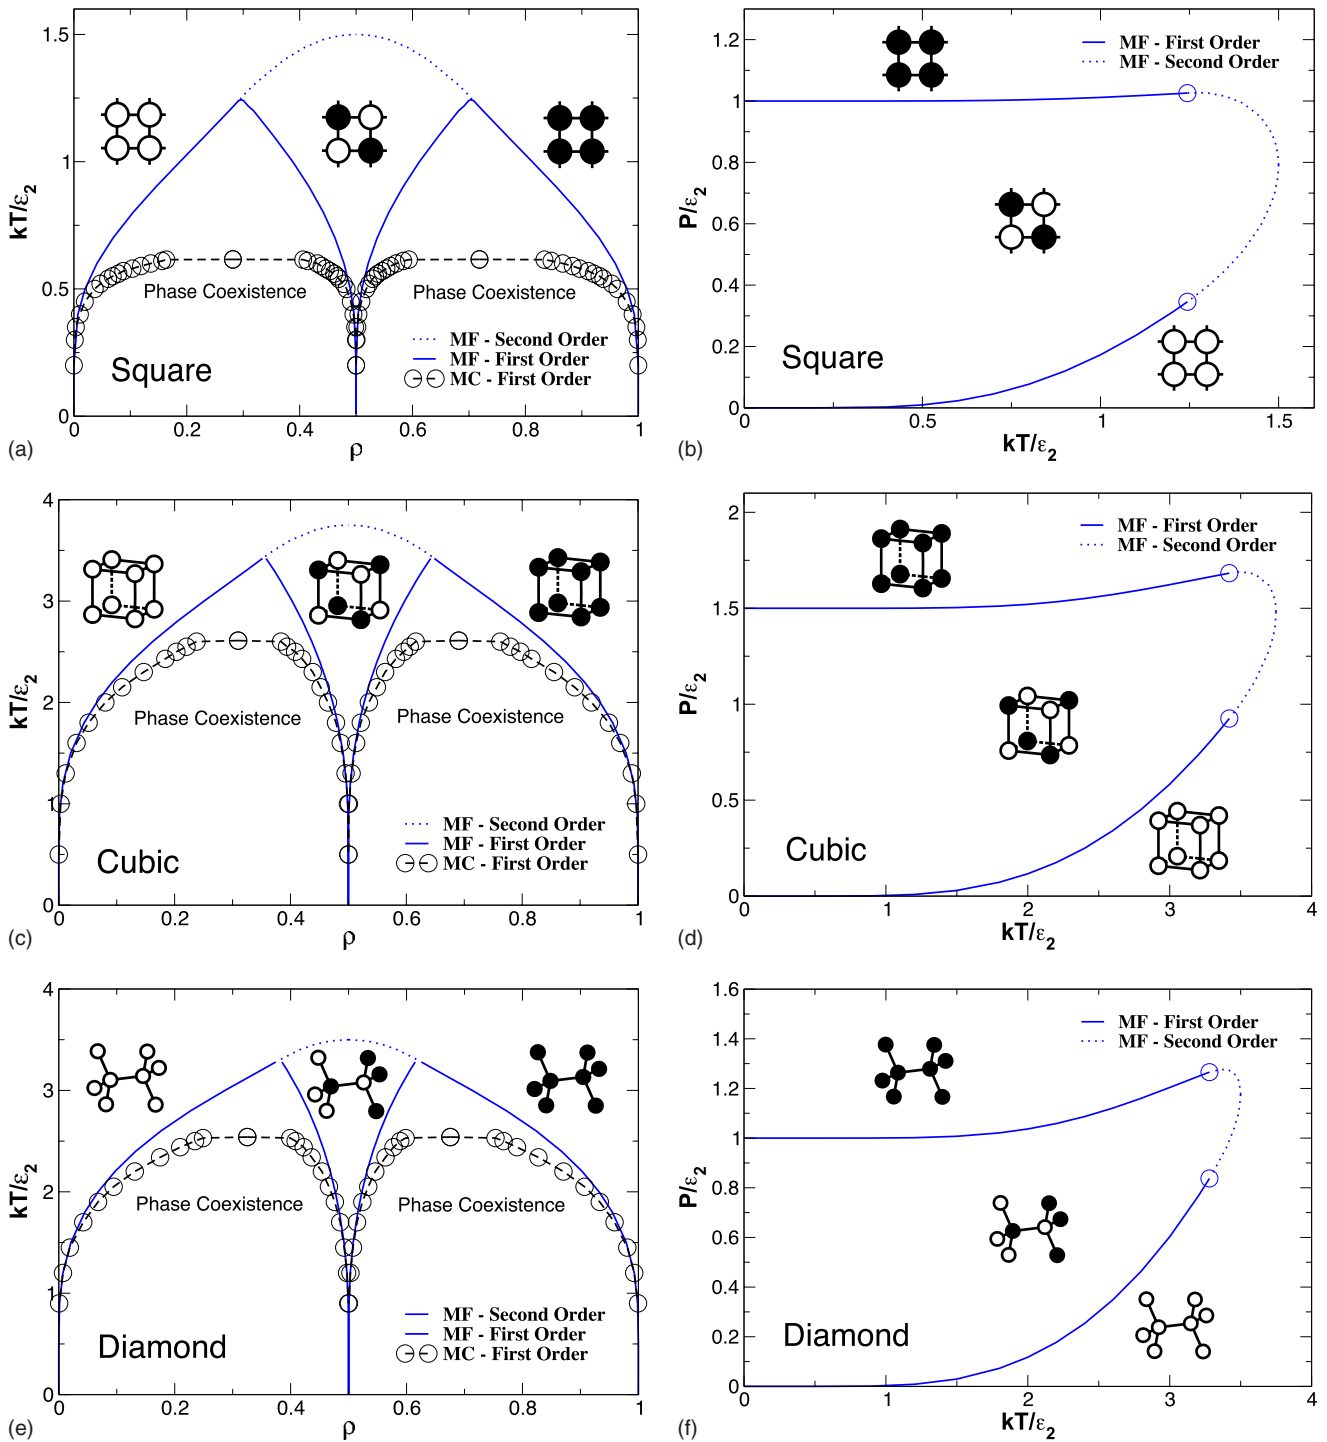 1.5
1
0.5
0
kT/ε2
Phase Coexistence
Phase Coexistence
MF - Second Order
MF - First Order
MC - First Order
Square
0 0.2 0.4 0.6 0.8 1
(a)
ρ
1.2
1
0.8
0.6
0.4
0.2
0
P/ε2
MF - First Order
MF - Second Order
Square
0.5 1 1.5
(b)
kT/ε2
4
3
2
1
0
kT/ε2
Phase Coexistence
Phase Coexistence
MF - Second Order
MF - First Order
MC - First Order
Cubic
0 0.2 0.4 0.6 0.8 1
(c)
ρ
2
1.5
1
0.5
0
P/ε2
MF - First Order
MF - Second Order
Cubic
0 1 2 3 4
(d)
kT/ε2
4
3
2
1
0
kT/ε2
Phase Coexistence
Phase Coexistence
MF - Second Order
MF - First Order
MC - First Order
Diamond
0 0.2 0.4 0.6 0.8 1
(e)
ρ
1.6
1.4
1.2
1
0.8
0.6
0.4
0.2
0
P/ε2
MF - First Order
MF - Second Order
Diamond
0 1 2 3 4
(f)
kT/ε2